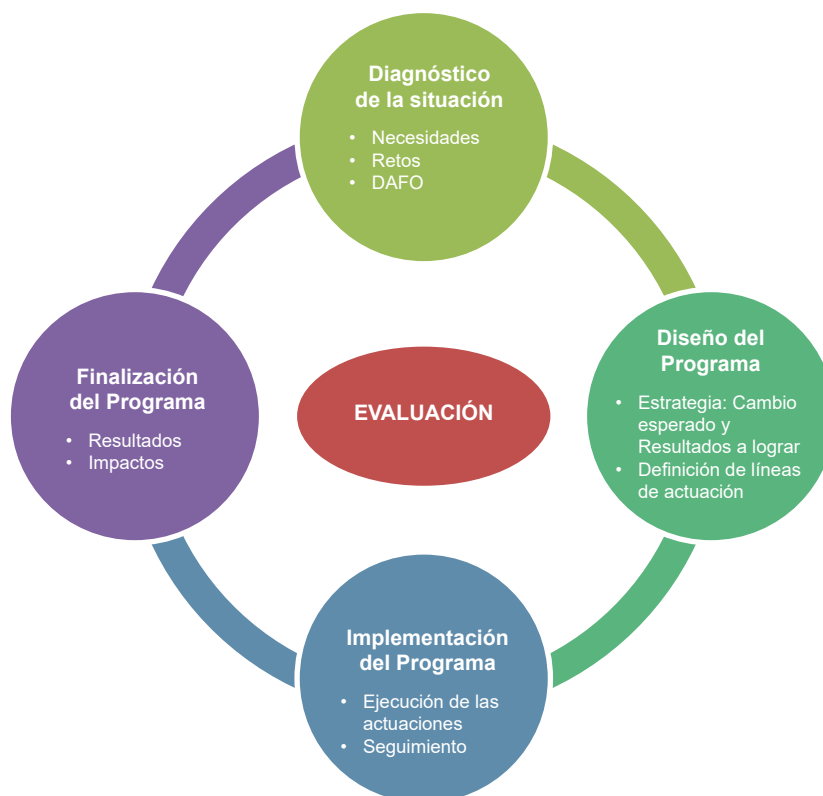 Diagnóstico
de la situación
• Necesidades
• Retos
• DAFO
Diseño del
Programa
• Estrategia: Cambio
esperado y
Resultados a lograr
• Definición de líneas
de actuación
Finalización
del Programa
• Resultados
• Impactos
EVALUACIÓN
Implementación
del Programa
• Ejecución de las
actuaciones
• Seguimiento